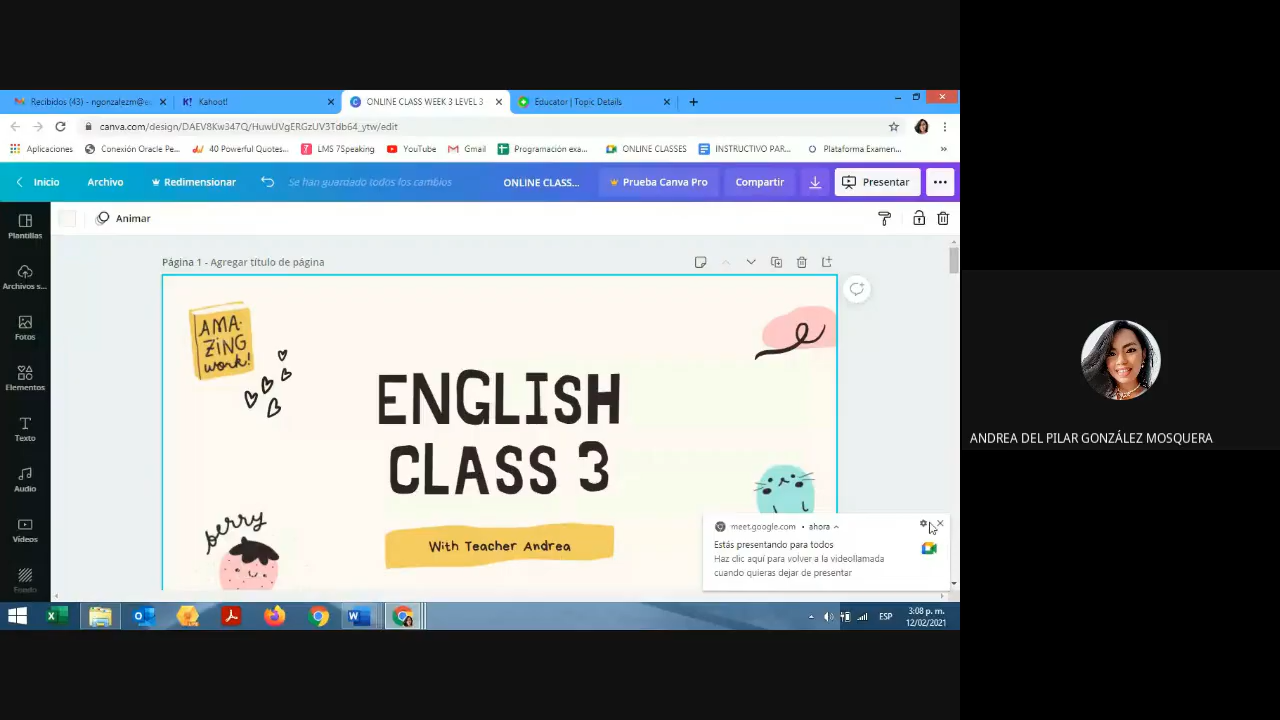 Recibidos (43) - ngonzalezm@e
Kahoot!
ONLINE CLASS WEEK 3 LEVEL 3
Educator | Topic Details
canva.com/design/DAEV8Kw347Q/HuwUVgERGzUV3Tdb64_ytw/edit
Aplicaciones
Conexión Oracle Pe...
40 Powerful Quotes...
LMS 7Speaking
YouTube
Gmail
Programación exa...
ONLINE CLASSES
INSTRUCTIVO PAR...
Plataforma Examen...
»
Inicio
Archivo
Redimensionar
Se han guardado todos los cambios
ONLINE CLASS...
Prueba Canva Pro
Compartir
Presentar
Plantillas
Animar
Archivos s...
Fotos
Elementos
Texto
Audio
Vídeos
Fondo
Página 1 - Agregar título de página
AMA-
ZING
work!
ENGLISH
CLASS 3
With Teacher Andrea
berry
meet.google.com • ahora
Estás presentando para todos
Haz clic aquí para volver a la videollamada
cuando quieras dejar de presentar
ESP
3:08 p. m.
12/02/2021
ANDREA DEL PILAR GONZÁLEZ MOSQUERA